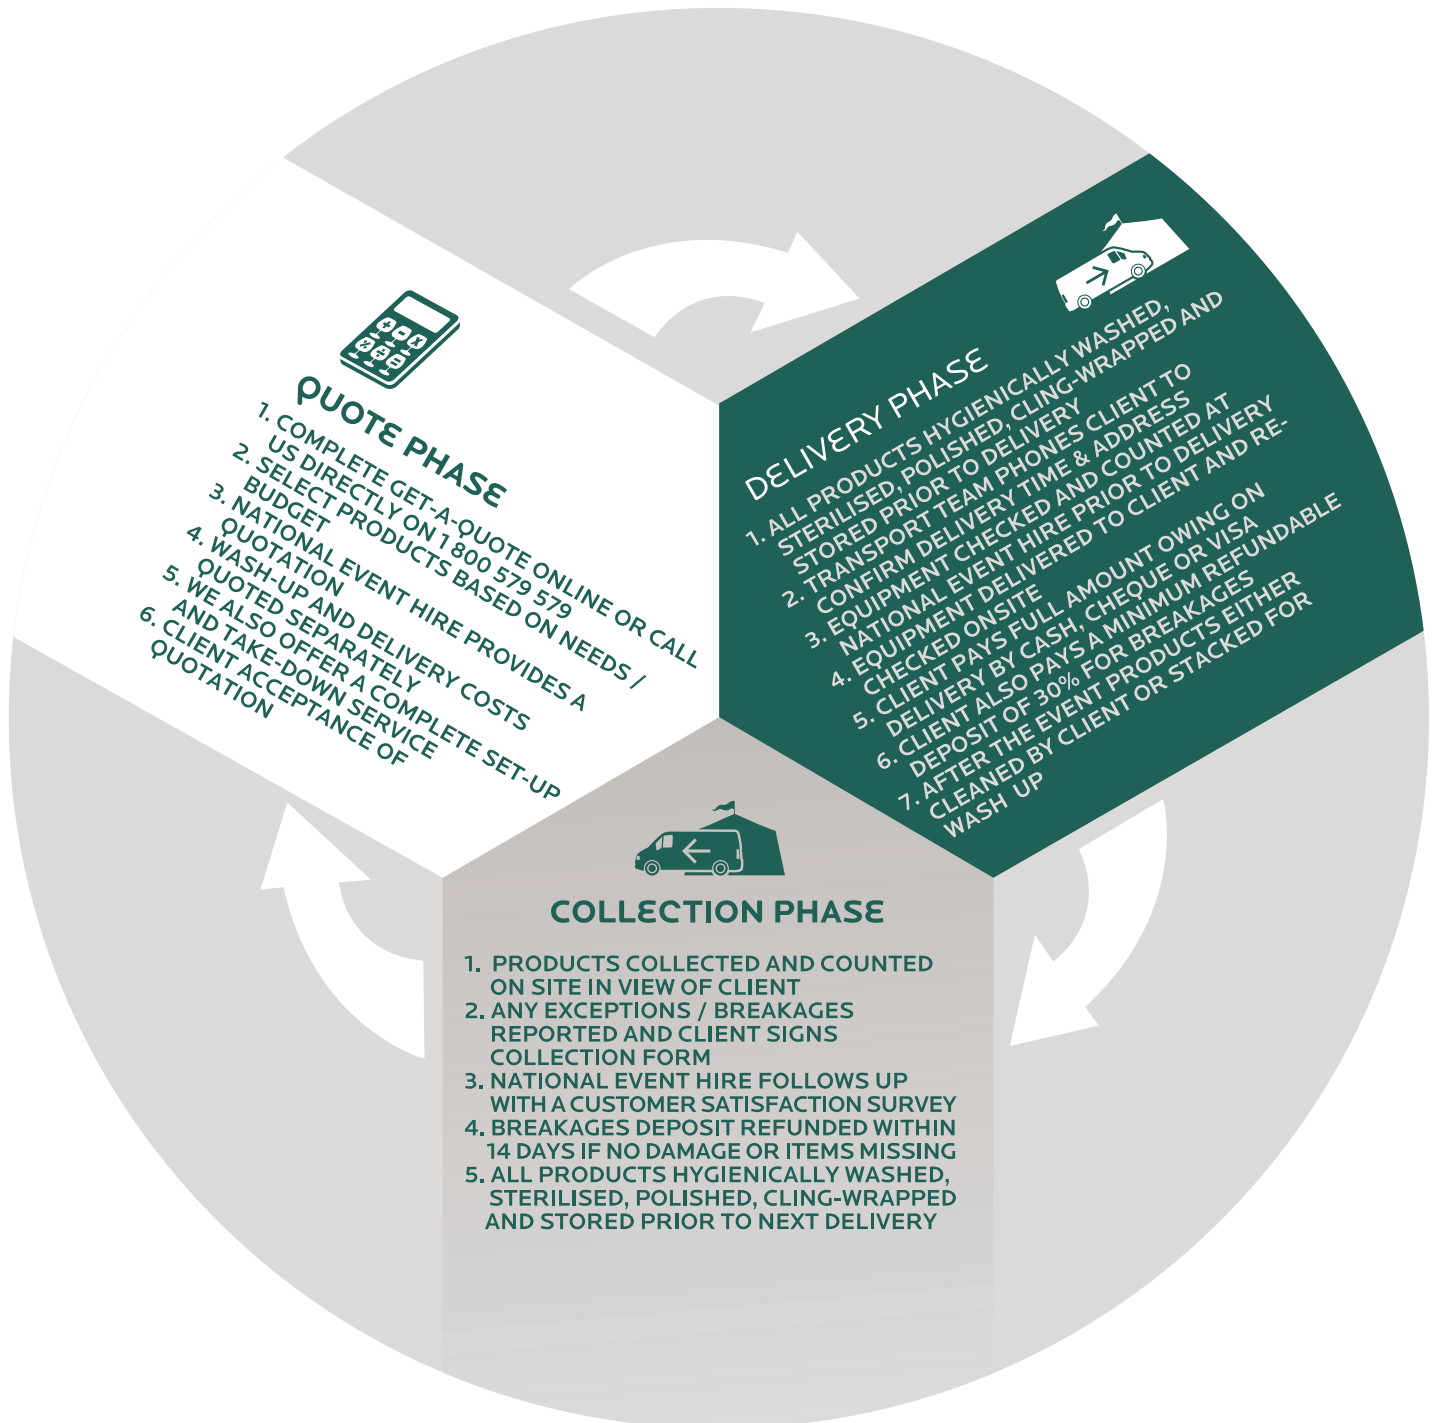 QUOTE PHASE
1. COMPLETE GET-A-QUOTE ONLINE OR CALL
US DIRECTLY ON 1 800 579 579
2. SELECT PRODUCTS BASED ON NEEDS /
BUDGET
3. NATIONAL EVENT HIRE PROVIDES A
QUOTATION
4. WASH-UP AND DELIVERY COSTS
QUOTED SEPARATELY
5. WE ALSO OFFER A COMPLETE SET-UP
AND TAKE-DOWN SERVICE
6. CLIENT ACCEPTANCE OF
QUOTATION
DELIVERY PHASE
1. ALL PRODUCTS HYGIENICALLY WASHED,
STERILISED, POLISHED, CLING-WRAPPED AND
STORED PRIOR TO DELIVERY
2. TRANSPORT TEAM PHONES CLIENT TO
CONFIRM DELIVERY TIME & ADDRESS
3. EQUIPMENT CHECKED AND COUNTED AT
NATIONAL EVENT HIRE PRIOR TO DELIVERY
4. EQUIPMENT DELIVERED TO CLIENT AND RE-
CHECKED ONSITE
5. CLIENT PAYS FULL AMOUNT OWING ON
DELIVERY BY CASH, CHEQUE OR VISA
6. CLIENT ALSO PAYS A MINIMUM REFUNDABLE
DEPOSIT OF 30% FOR BREAKAGES
7. AFTER THE EVENT PRODUCTS EITHER
CLEANED BY CLIENT OR STACKED FOR
WASH UP
COLLECTION PHASE
1. PRODUCTS COLLECTED AND COUNTED
ON SITE IN VIEW OF CLIENT
2. ANY EXCEPTIONS / BREAKAGES
REPORTED AND CLIENT SIGNS
COLLECTION FORM
3. NATIONAL EVENT HIRE FOLLOWS UP
WITH A CUSTOMER SATISFACTION SURVEY
4. BREAKAGES DEPOSIT REFUNDED WITHIN
14 DAYS IF NO DAMAGE OR ITEMS MISSING
5. ALL PRODUCTS HYGIENICALLY WASHED,
STERILISED, POLISHED, CLING-WRAPPED
AND STORED PRIOR TO NEXT DELIVERY